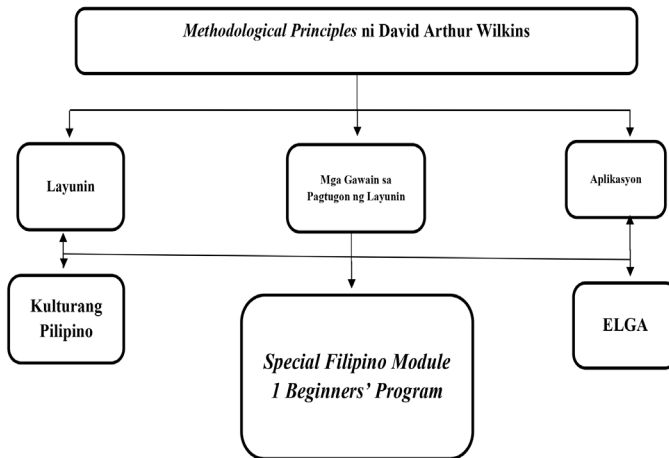 Methodological Principles ni David Arthur Wilkins
Layunin
Mga Gawain sa
Pagtugon ng Layunin
Aplikasyon
Kulturang
Pilipino
Special Filipino Module
1 Beginners’ Program
ELGA